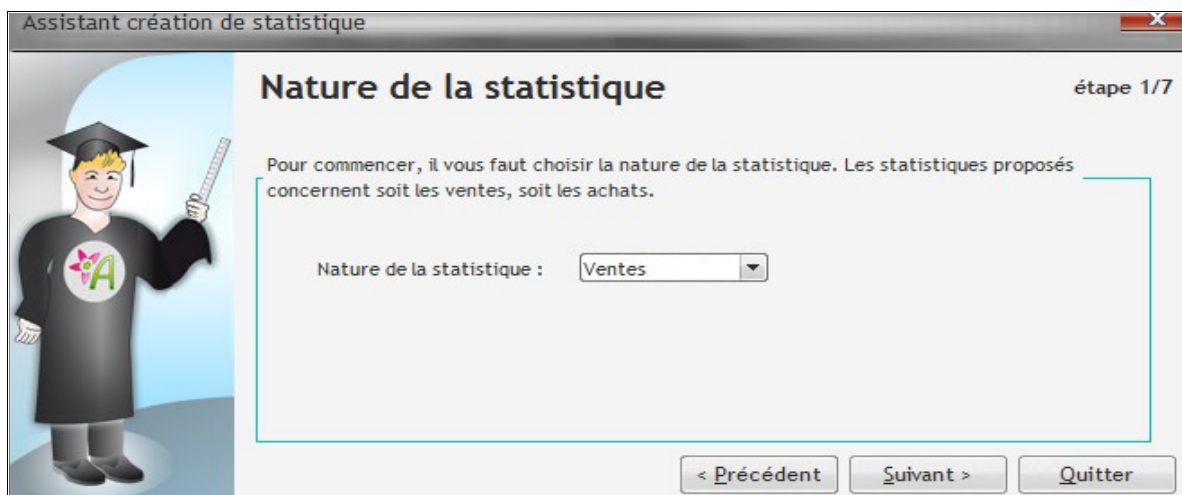 Assistant création de statistique
X
Nature de la statistique
étape 1/7
Pour commencer, il vous faut choisir la nature de la statistique. Les statistiques proposés
concernent soit les ventes, soit les achats.
Nature de la statistique :
Ventes
A
< Précédent
Suivant >
Quitter